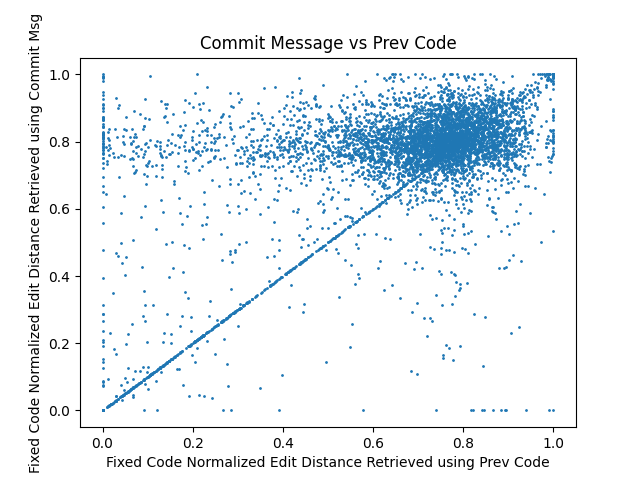 Commit Message vs Prev Code
Fixed Code Normalized Edit Distance Retrieved using Commit Msg
1.0
0.8
0.6
0.4
0.2
0.0
0.0 0.2 0.4 0.6 0.8 1.0
Fixed Code Normalized Edit Distance Retrieved using Prev Code